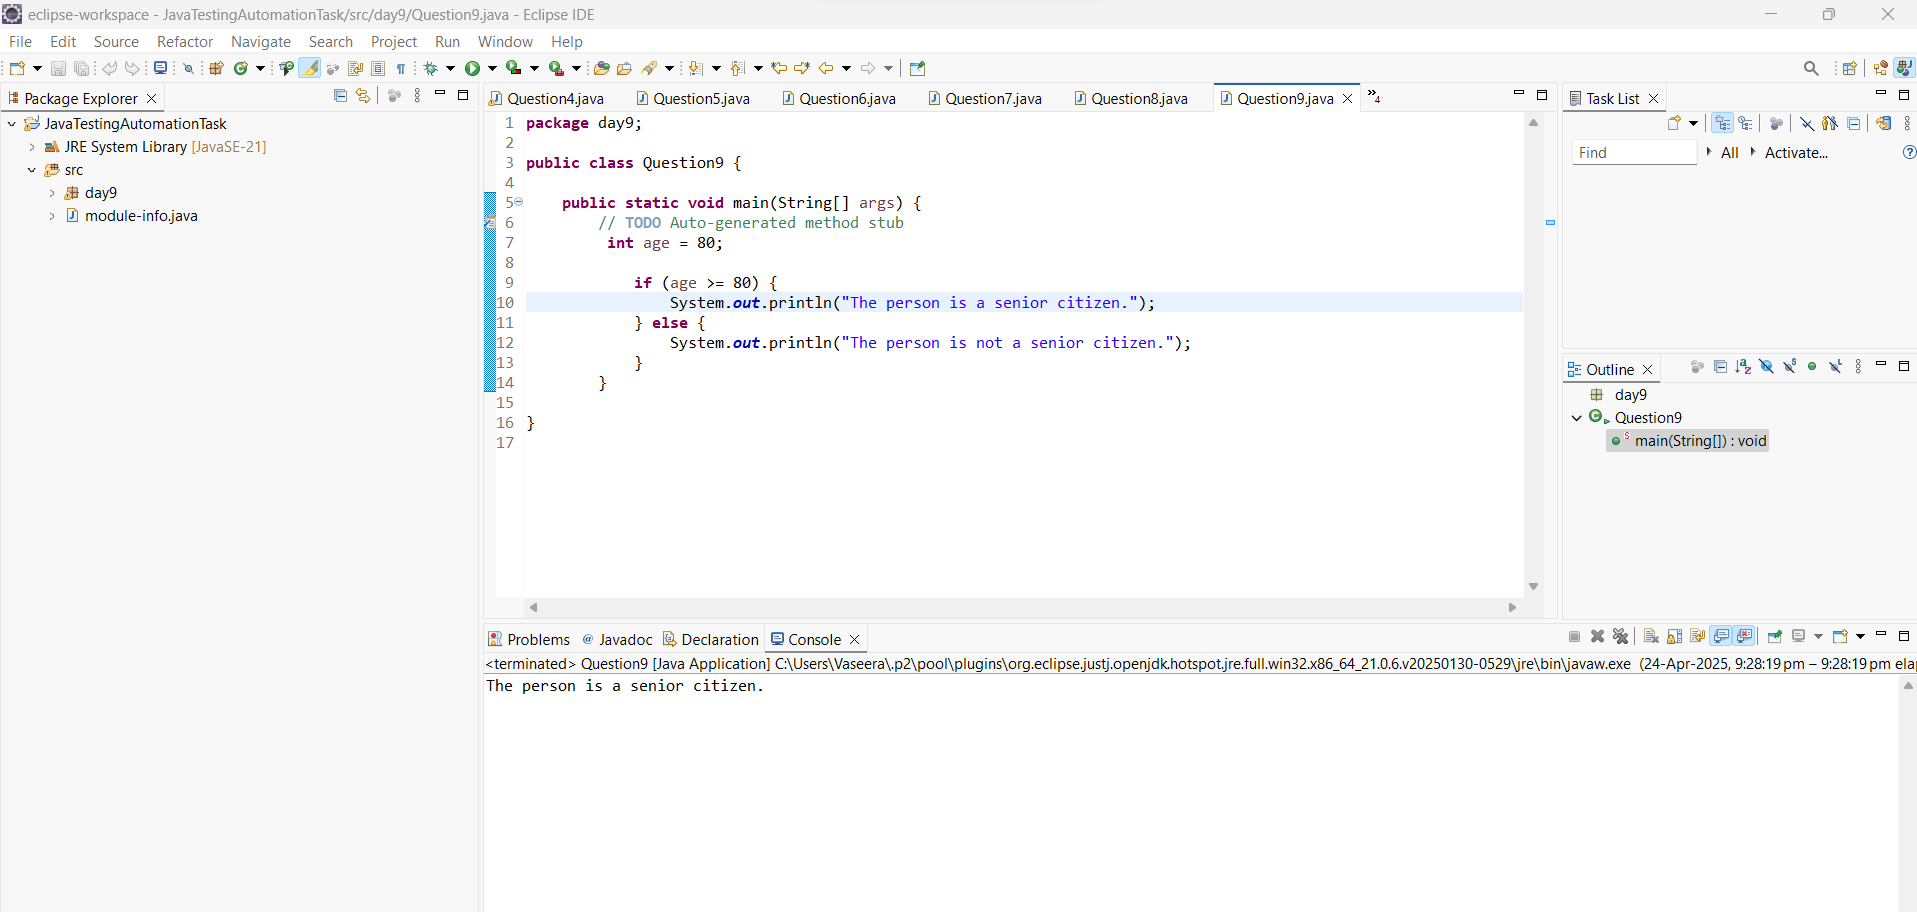 eclipse-workspace - JavaTestingAutomationTask/src/day9/Question9.java - Eclipse IDE
File Edit Source Refactor Navigate Search Project Run Window Help
Package Explorer
JavaTestingAutomationTask
JRE System Library [JavaSE-21]
src
day9
module-info.java
Question4.java Question5.java Question6.java Question7.java Question8.java Question9.java »4
1 package day9;
2
3 public class Question9 {
4
5 public static void main(String[] args) {
6 // TODO Auto-generated method stub
7 int age = 80;
8
9 if (age >= 80) {
10 System.out.println("The person is a senior citizen.");
11 } else {
12 System.out.println("The person is not a senior citizen.");
13 }
14 }
15
16 }
17
Task List
Find All Activate...
Outline
day9
Question9
main(String[]) : void
Problems @ Javadoc Declaration Console
<terminated> Question9 [Java Application] C:\Users\Vaseera\.p2\pool\plugins\org.eclipse.justj.openjdk.hotspot.jre.full.win32.x86_64_21.0.6.v20250130-0529\jre\bin\javaw.exe (24-Apr-2025, 9:28:19 pm – 9:28:19 pm elap
The person is a senior citizen.